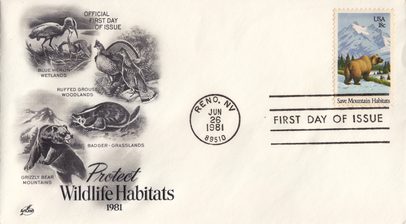 OFFICIAL
FIRST DAY
OF ISSUE
BLUE HERON
WETLANDS
RUFFED GROUSE
WOODLANDS
BADGER - GRASSLANDS
GRIZZLY BEAR
MOUNTAINS
Protect
Wildlife Habitats
1981
ArtCraft
RENO, NV
JUN
26
1981
89510
USA
18c
Save Mountain Habitats
FIRST DAY OF ISSUE